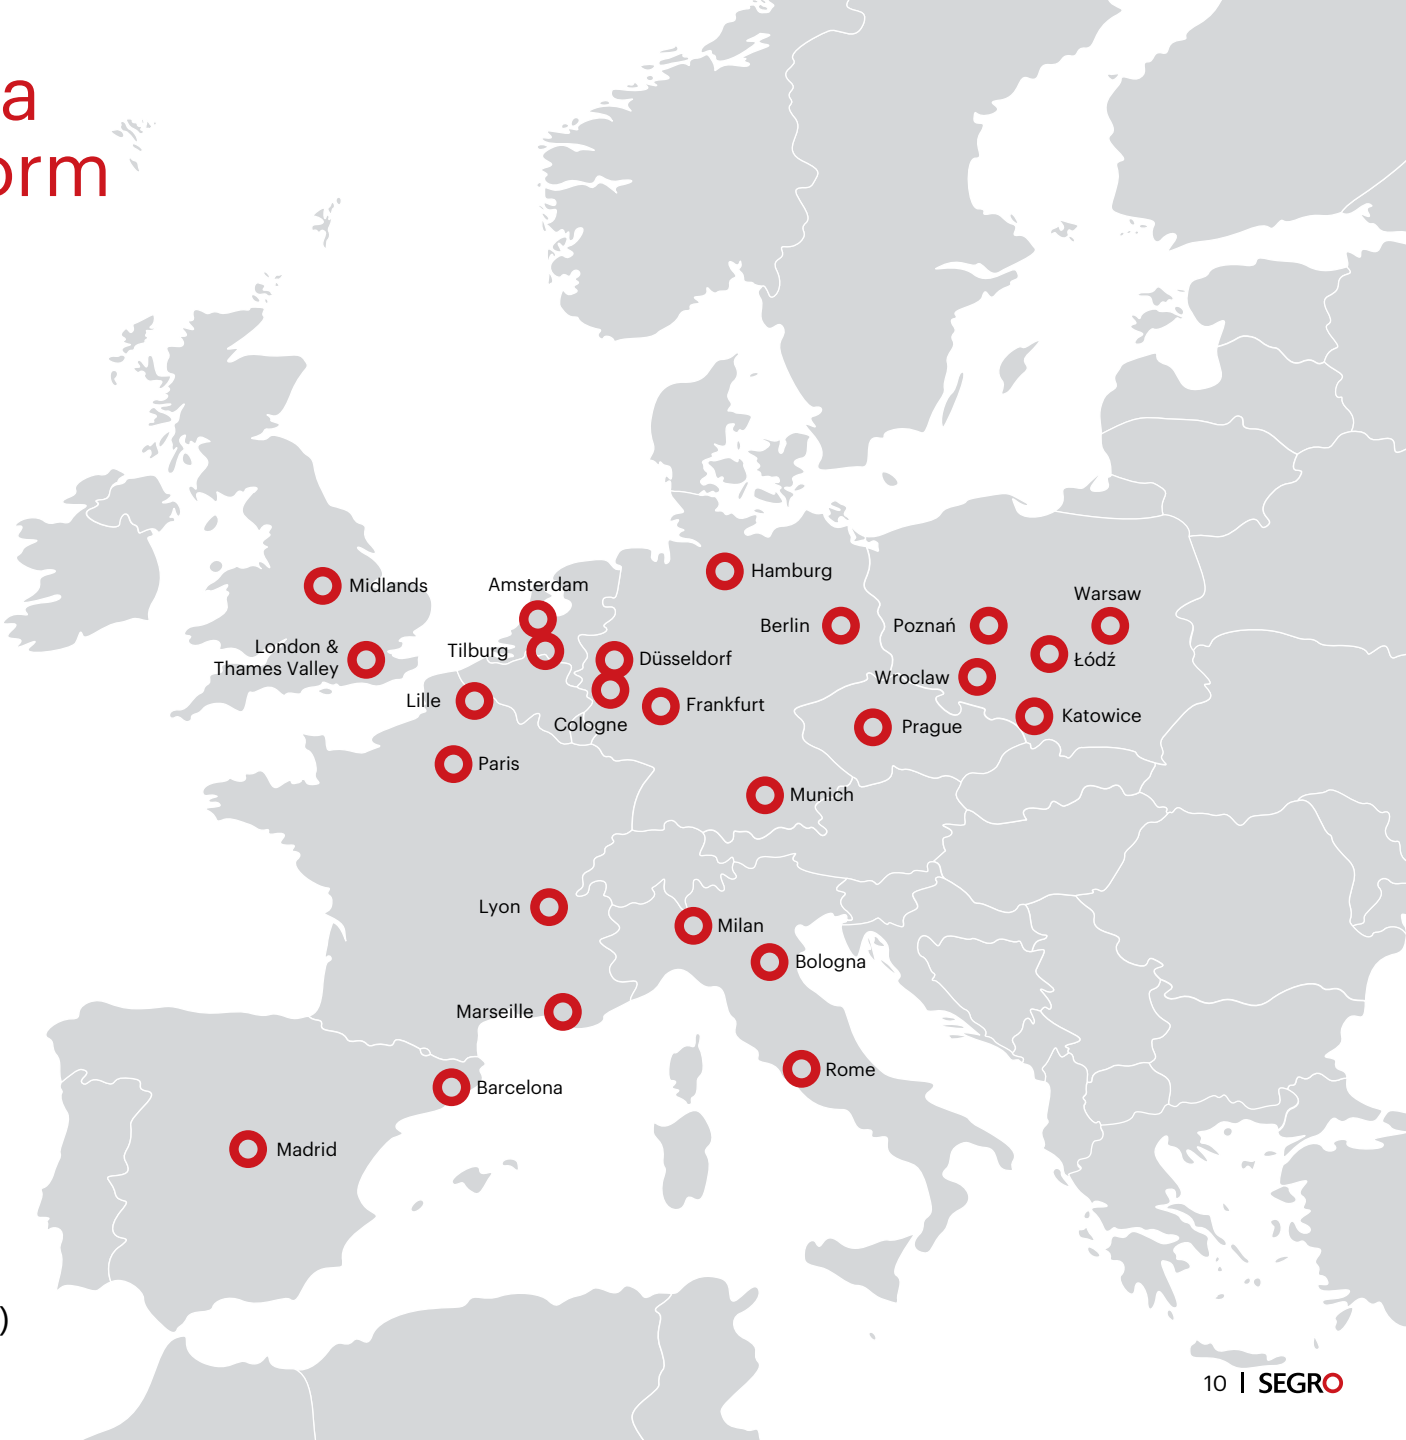 a
orm
Hamburg
Midlands
Amsterdam
Warsaw
Berlin
Poznań
London &
Thames Valley
Tilburg
Düsseldorf
Łódź
Wroclaw
Lille
Frankfurt
Cologne
Katowice
Prague
Paris
Munich
Lyon
Milan
Bologna
Marseille
Rome
Barcelona
Madrid
)
10 | SEGRO